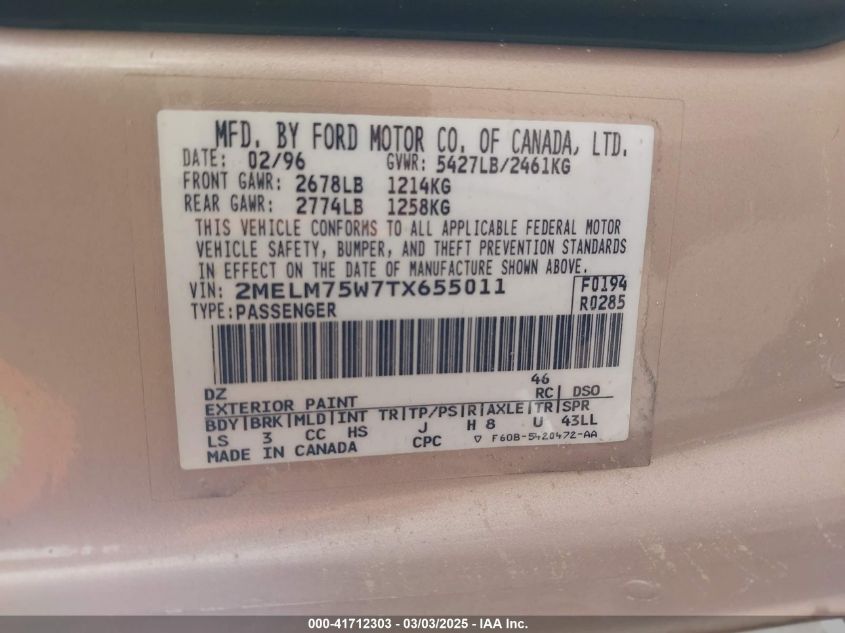 MFD. BY FORD MOTOR CO. OF CANADA, LTD.
DATE: 02/96 GVWR: 5427LB/2461KG
FRONT GAWR: 2678LB 1214KG
REAR GAWR: 2774LB 1258KG
THIS VEHICLE CONFORMS TO ALL APPLICABLE FEDERAL MOTOR
VEHICLE SAFETY, BUMPER, AND THEFT PREVENTION STANDARDS
IN EFFECT ON THE DATE OF MANUFACTURE SHOWN ABOVE.
VIN: 2MELM75W7TX655011 F0194
TYPE: PASSENGER R0285
DZ 46
EXTERIOR PAINT RC| DSO
BDY|BRK|MLD|INT TR|TP/PS|R|AXLE|TR|SPR
LS 3 CC HS J H 8 U 43LL
MADE IN CANADA CPC ▽ F60B-5420472-AA
000-41712303 - 03/03/2025 - IAA Inc.